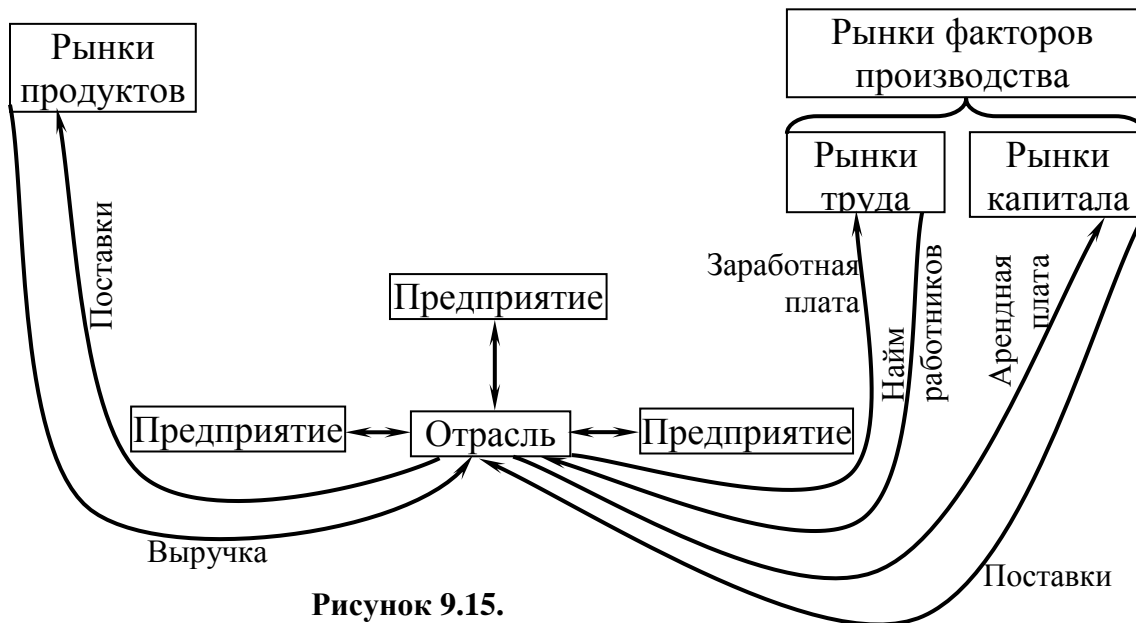 Рынки
продуктов
Рынки факторов
производства
Рынки
труда
Рынки
капитала
Поставки
Заработная
плата
Найм
работников
Арендная
плата
Предприятие
Предприятие
Отрасль
Предприятие
Выручка
Поставки
Рисунок 9.15.